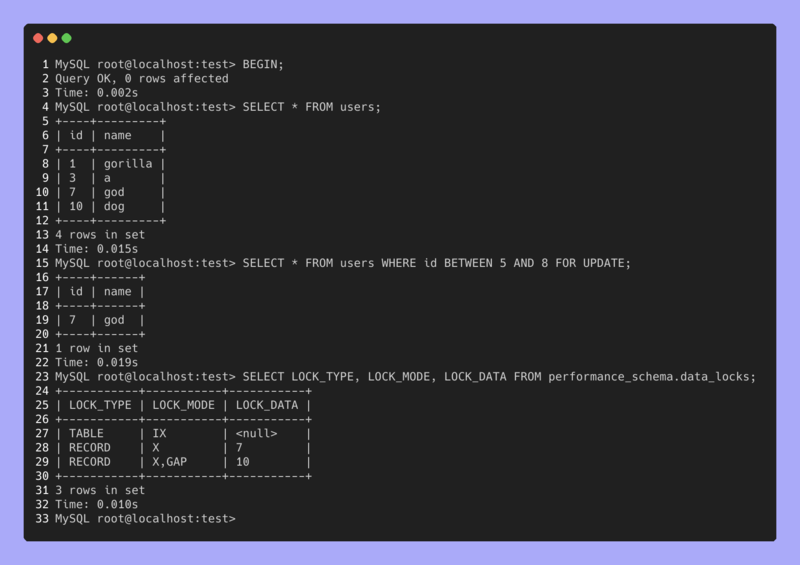 1 MySQL root@localhost:test> BEGIN;
2 Query OK, 0 rows affected
3 Time: 0.002s
4 MySQL root@localhost:test> SELECT * FROM users;
5 +----+---------+
6 | id | name    |
7 +----+---------+
8 | 1  | gorilla |
9 | 3  | a       |
10 | 7  | god     |
11 | 10 | dog     |
12 +----+---------+
13 4 rows in set
14 Time: 0.015s
15 MySQL root@localhost:test> SELECT * FROM users WHERE id BETWEEN 5 AND 8 FOR UPDATE;
16 +----+------+
17 | id | name |
18 +----+------+
19 | 7  | god  |
20 +----+------+
21 1 row in set
22 Time: 0.019s
23 MySQL root@localhost:test> SELECT LOCK_TYPE, LOCK_MODE, LOCK_DATA FROM performance_schema.data_locks;
24 +-----------+-----------+-----------+
25 | LOCK_TYPE | LOCK_MODE | LOCK_DATA |
26 +-----------+-----------+-----------+
27 | TABLE     | IX        | <null>    |
28 | RECORD    | X         | 7         |
29 | RECORD    | X,GAP     | 10        |
30 +-----------+-----------+-----------+
31 3 rows in set
32 Time: 0.010s
33 MySQL root@localhost:test>